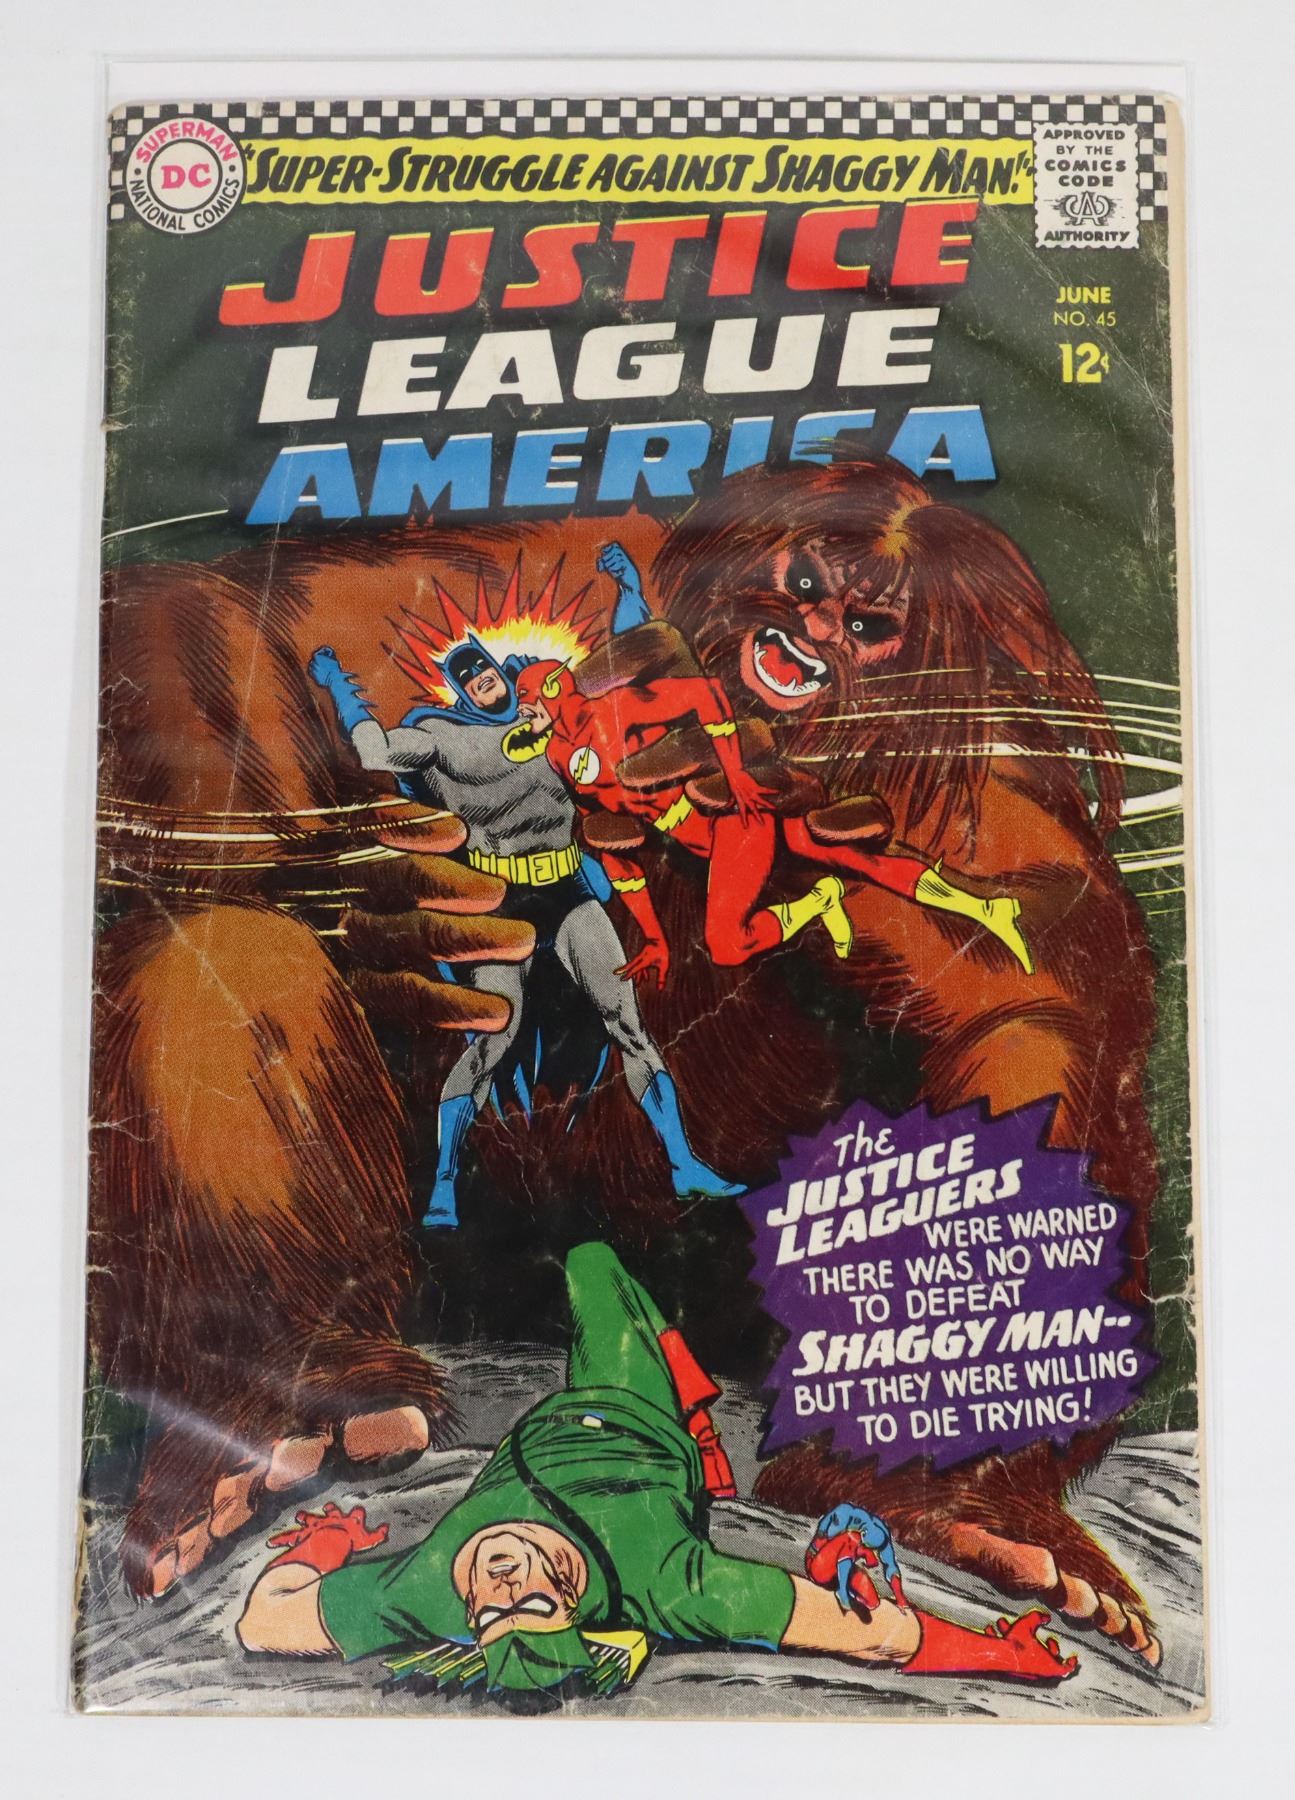 SUPERMAN
DC
NATIONAL COMICS
"SUPER-STRUGGLE AGAINST SHAGGY MAN!"
APPROVED
BY THE
COMICS
CODE
CA
AUTHORITY
JUSTICE
LEAGUE
AMERICA
JUNE
NO. 45
12¢
The
JUSTICE
LEAGUERS
WERE WARNED
THERE WAS NO WAY
TO DEFEAT
SHAGGY MAN--
BUT THEY WERE WILLING
TO DIE TRYING!